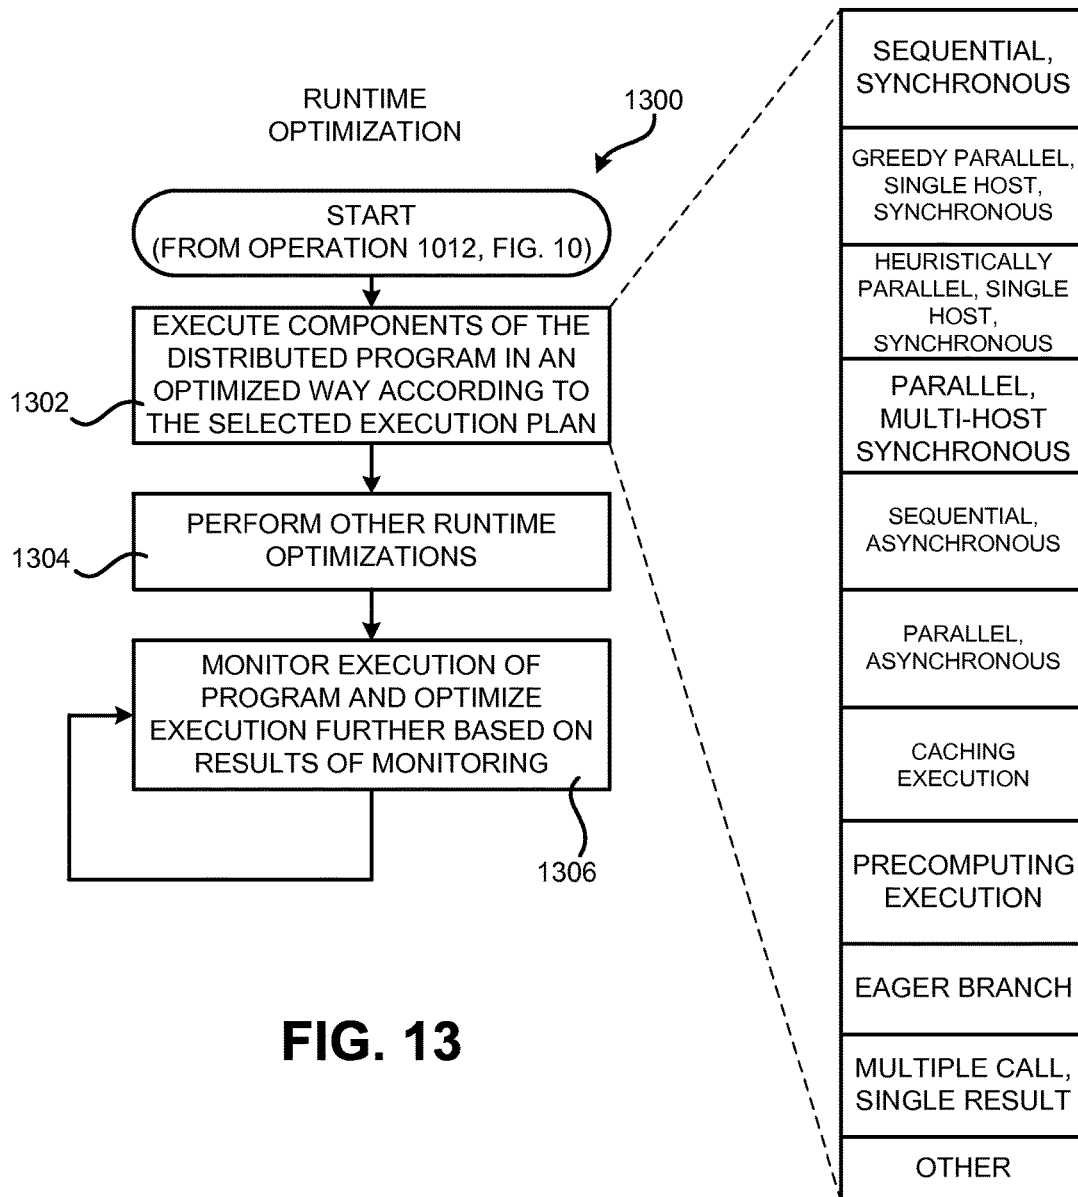 RUNTIME
OPTIMIZATION
1300
START
(FROM OPERATION 1012, FIG. 10)
EXECUTE COMPONENTS OF THE
DISTRIBUTED PROGRAM IN AN
OPTIMIZED WAY ACCORDING TO
THE SELECTED EXECUTION PLAN
1302
PERFORM OTHER RUNTIME
OPTIMIZATIONS
1304
MONITOR EXECUTION OF
PROGRAM AND OPTIMIZE
EXECUTION FURTHER BASED ON
RESULTS OF MONITORING
1306
FIG. 13
SEQUENTIAL,
SYNCHRONOUS
GREEDY PARALLEL,
SINGLE HOST,
SYNCHRONOUS
HEURISTICALLY
PARALLEL, SINGLE
HOST,
SYNCHRONOUS
PARALLEL,
MULTI-HOST
SYNCHRONOUS
SEQUENTIAL,
ASYNCHRONOUS
PARALLEL,
ASYNCHRONOUS
CACHING
EXECUTION
PRECOMPUTING
EXECUTION
EAGER BRANCH
MULTIPLE CALL,
SINGLE RESULT
OTHER